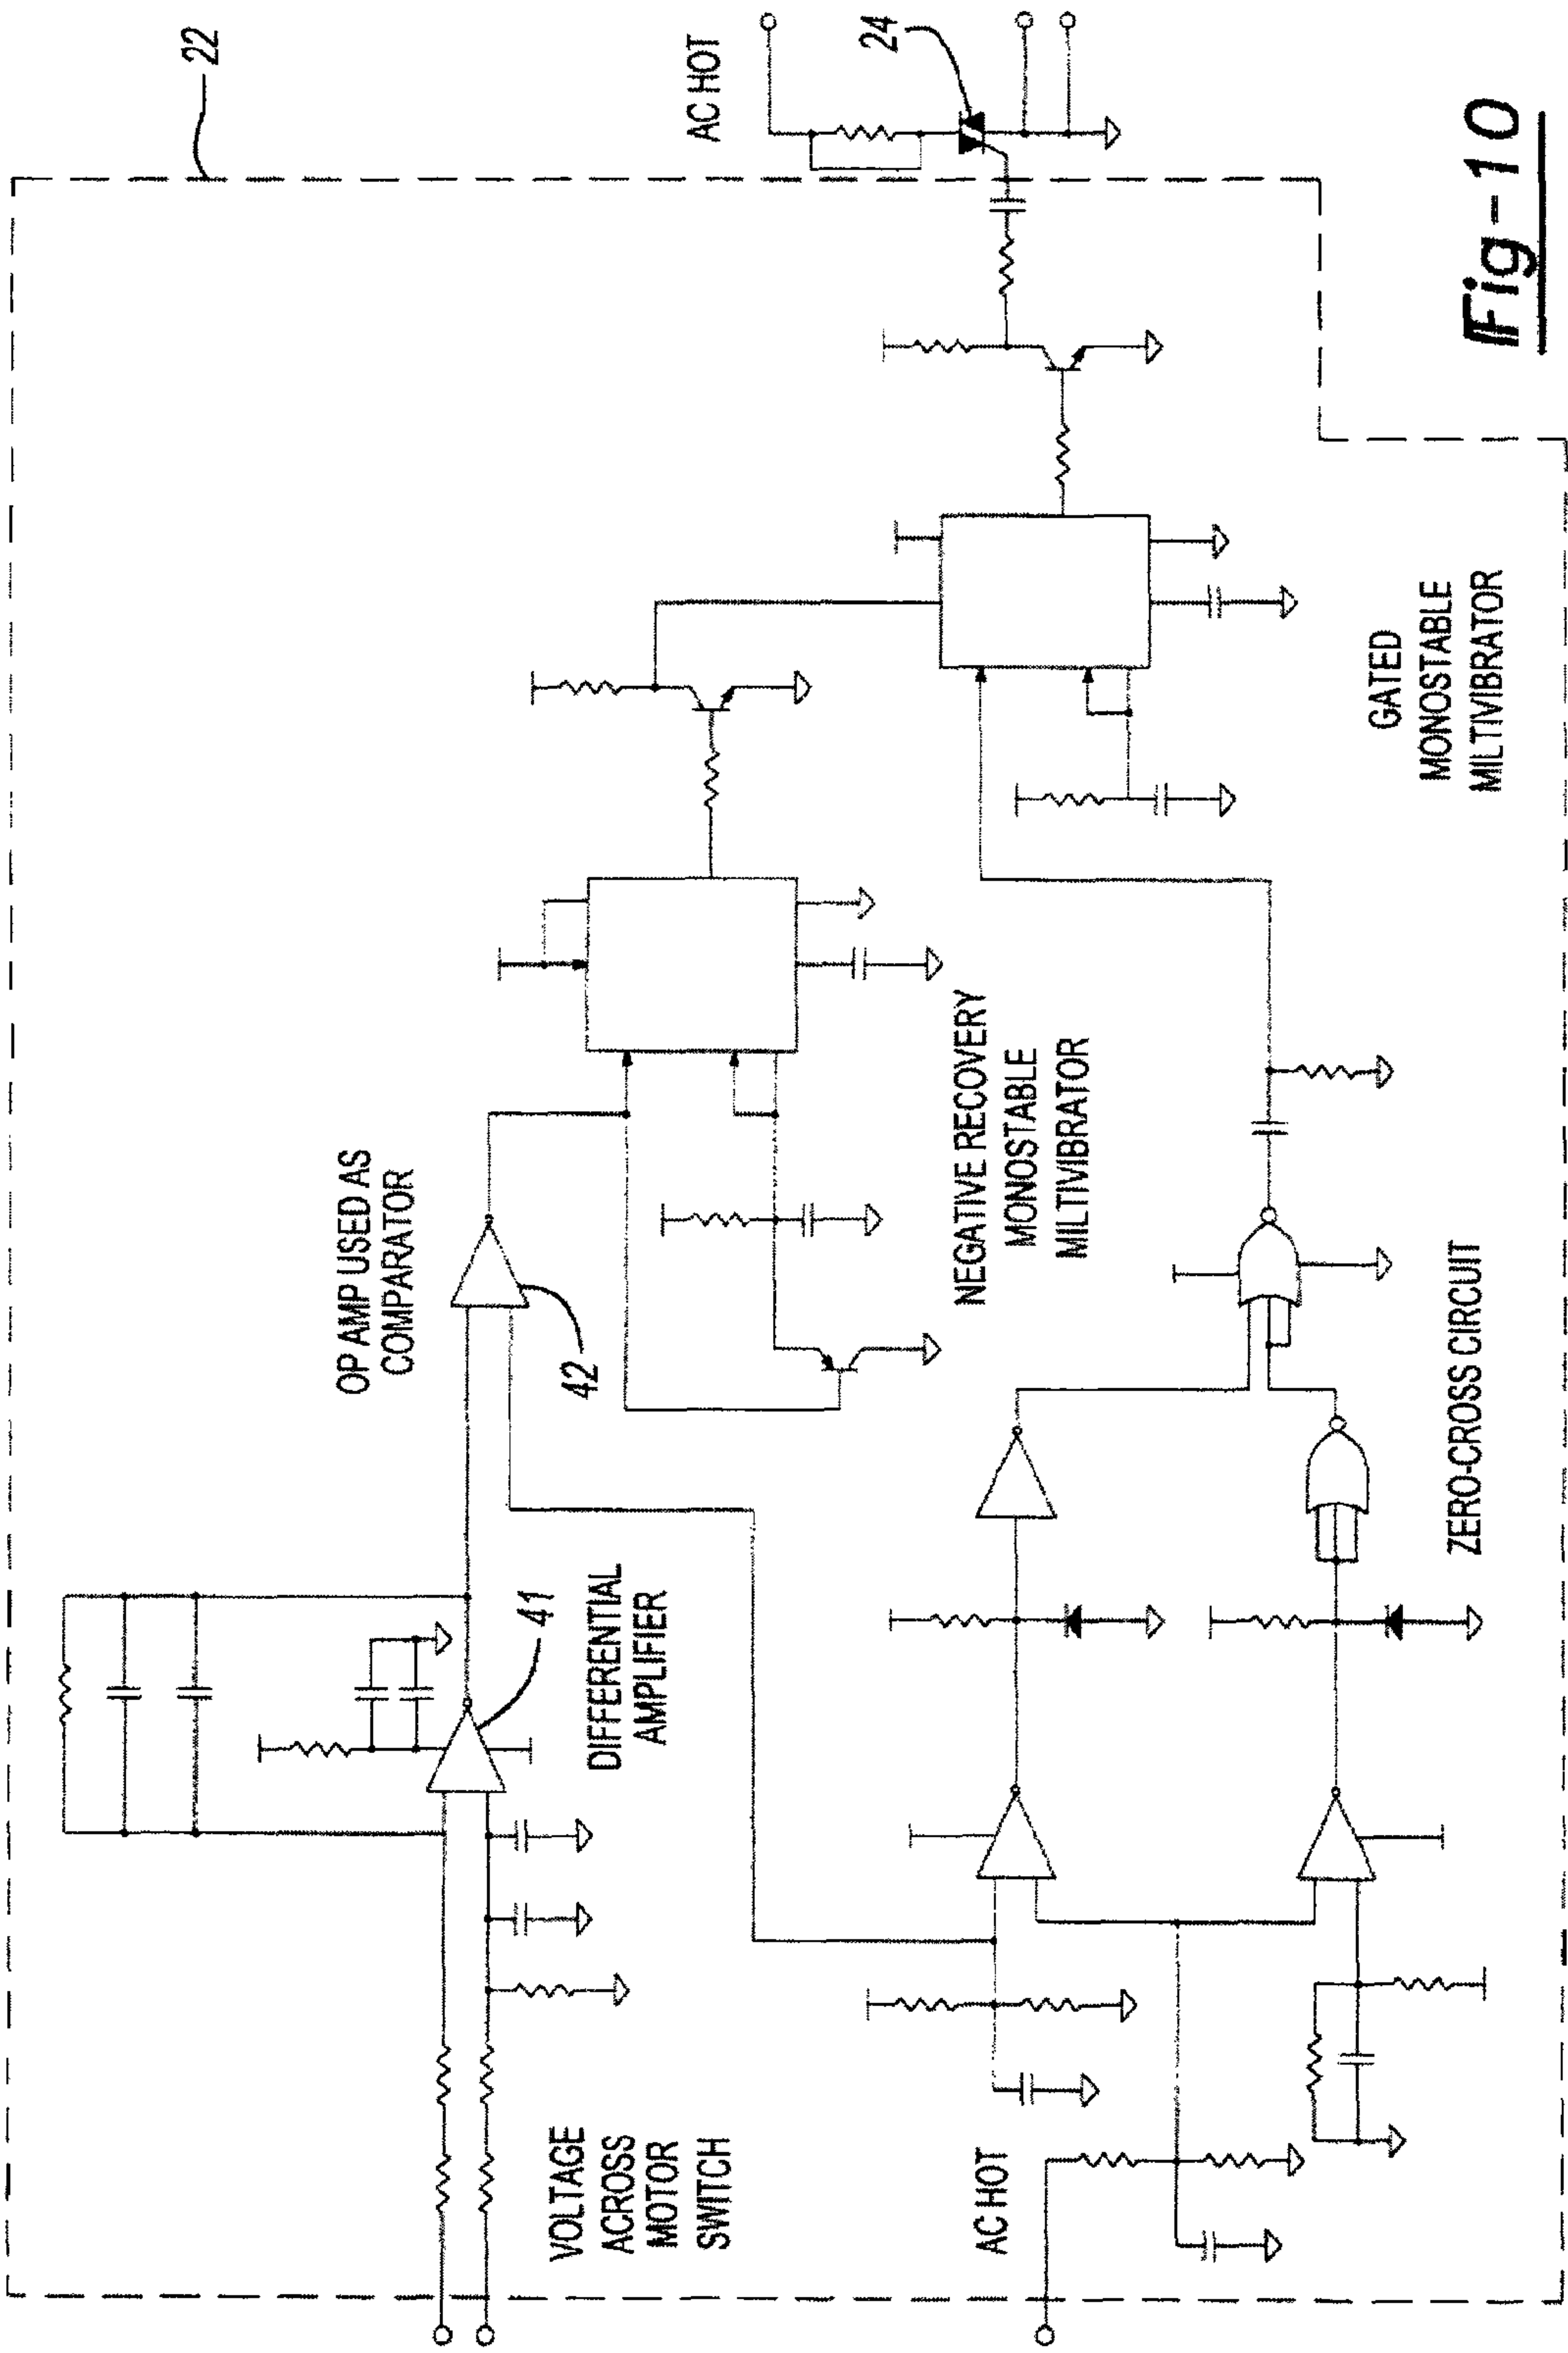 22
AC HOT
24
OP AMP USED AS
COMPARATOR
42
41
DIFFERENTIAL
AMPLIFIER
VOLTAGE
ACROSS
MOTOR
SWITCH
NEGATIVE RECOVERY
MONOSTABLE
MILTIVIBRATOR
GATED
MONOSTABLE
MILTIVIBRATOR
AC HOT
ZERO-CROSS CIRCUIT
Fig-10